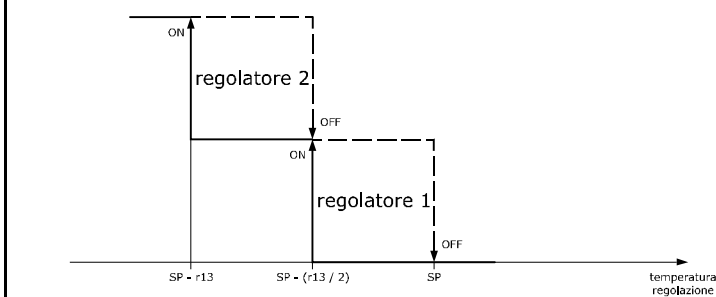 ON
regolatore 2
OFF
ON
regolatore 1
OFF
SP - r13
SP - (r13 / 2)
SP
temperatura
regolazione